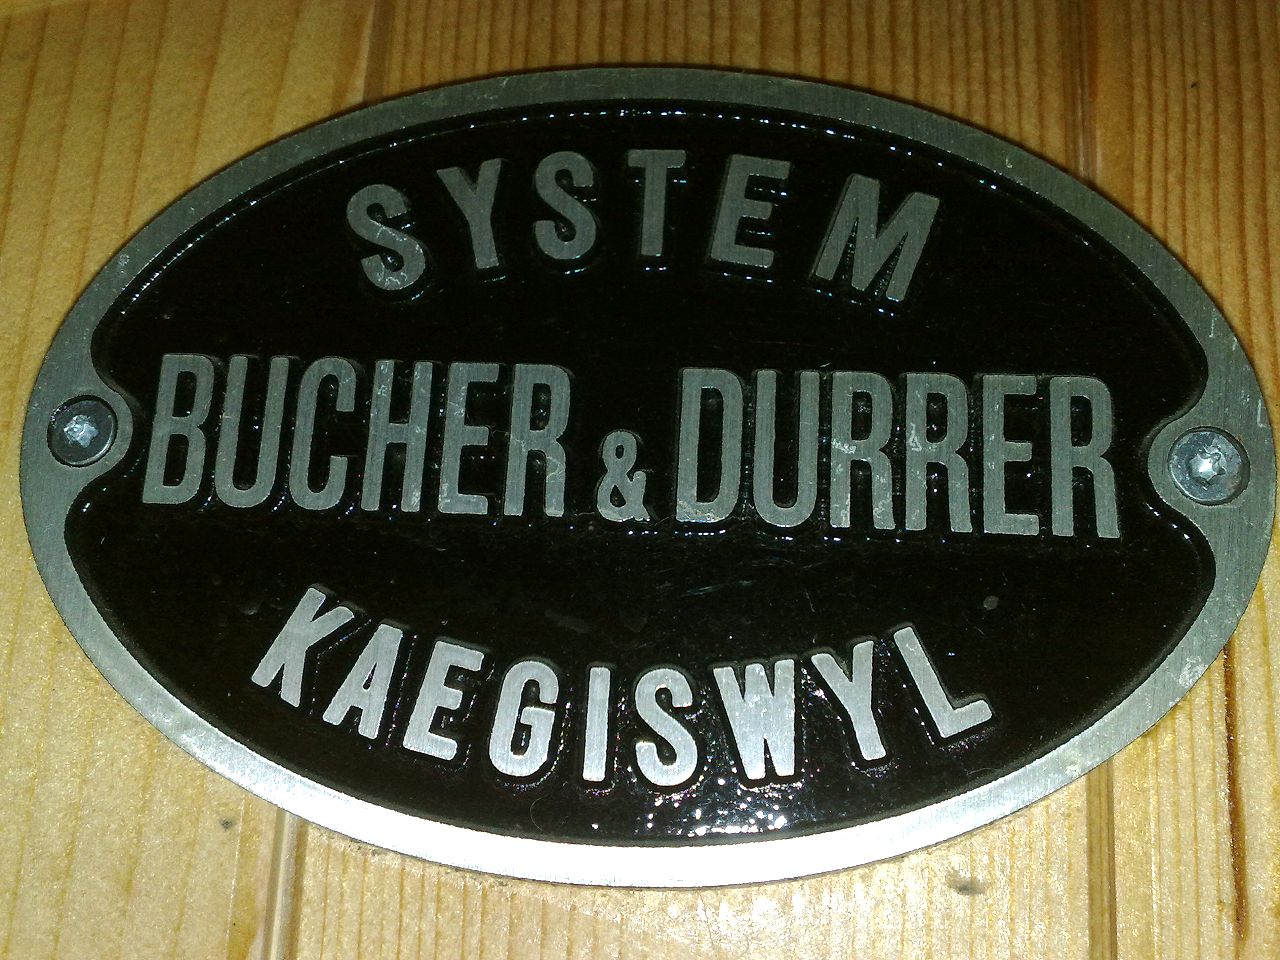 SYSTEM
BUCHER & DURRER
KAEGISWYL